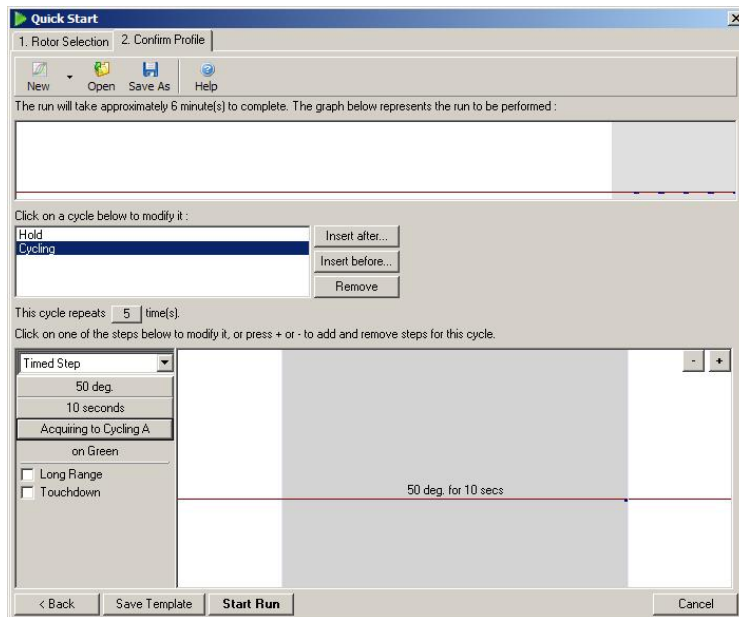 Quick Start
1. Rotor Selection 2. Confirm Profile
New Open Save As Help
The run will take approximately 6 minute(s) to complete. The graph below represents the run to be performed :
Click on a cycle below to modify it :
Hold
Cycling
Insert after...
Insert before...
Remove
This cycle repeats 5 time(s).
Click on one of the steps below to modify it, or press + or - to add and remove steps for this cycle.
Timed Step - +
50 deg.
10 seconds
Acquiring to Cycling A
on Green
Long Range
Touchdown
50 deg. for 10 secs
< Back Save Template Start Run Cancel